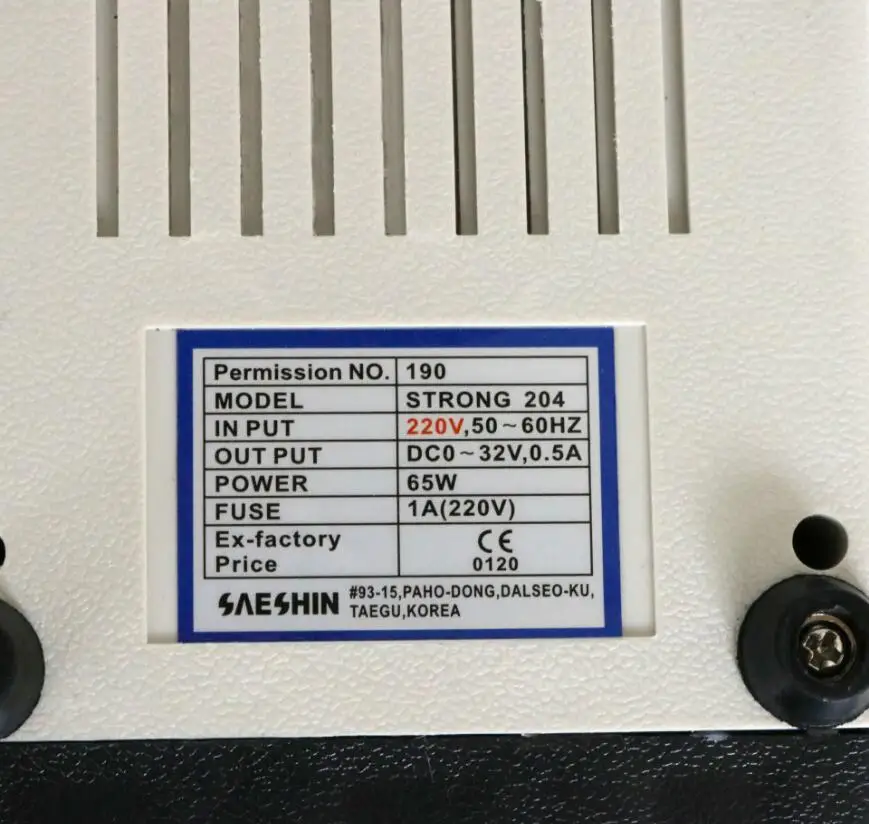 Permission NO. 190
MODEL STRONG 204
IN PUT 220V,50~60HZ
OUT PUT DC0~32V,0.5A
POWER 65W
FUSE 1A(220V)
Ex-factory Price CE 0120
SAESHIN #93-15,PAHO-DONG,DALSEO-KU,
TAEGU,KOREA